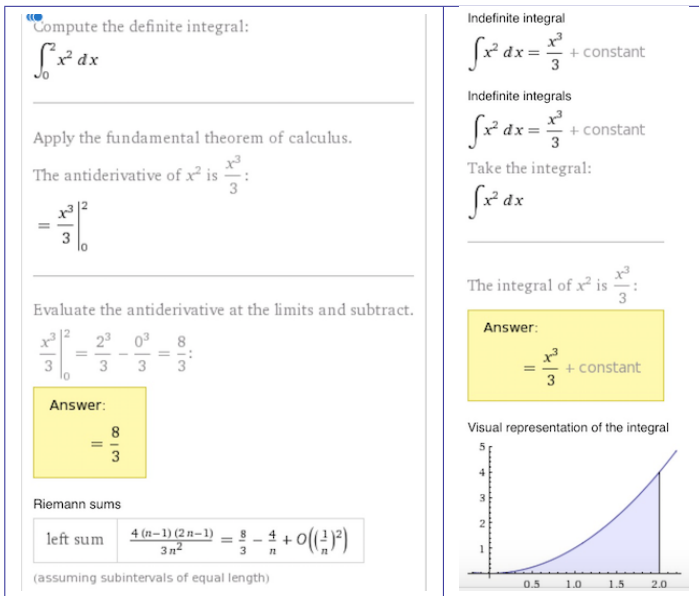 Compute the definite integral:
∫₀² x² dx
Apply the fundamental theorem of calculus.
The antiderivative of x² is x³/3 :
= x³/3 |₀²
Evaluate the antiderivative at the limits and subtract.
x³/3 |₀² = 2³/3 − 0³/3 = 8/3:
Answer:
= 8/3
Riemann sums
left sum 4 (n−1) (2 n−1)/3 n² = 8/3 − 4/n + O((1/n)²)
(assuming subintervals of equal length)
Indefinite integral
∫x² dx = x³/3 + constant
Indefinite integrals
∫x² dx = x³/3 + constant
Take the integral:
∫x² dx
The integral of x² is x³/3 :
Answer:
= x³/3 + constant
Visual representation of the integral
5
4
3
2
1
0.5 1.0 1.5 2.0